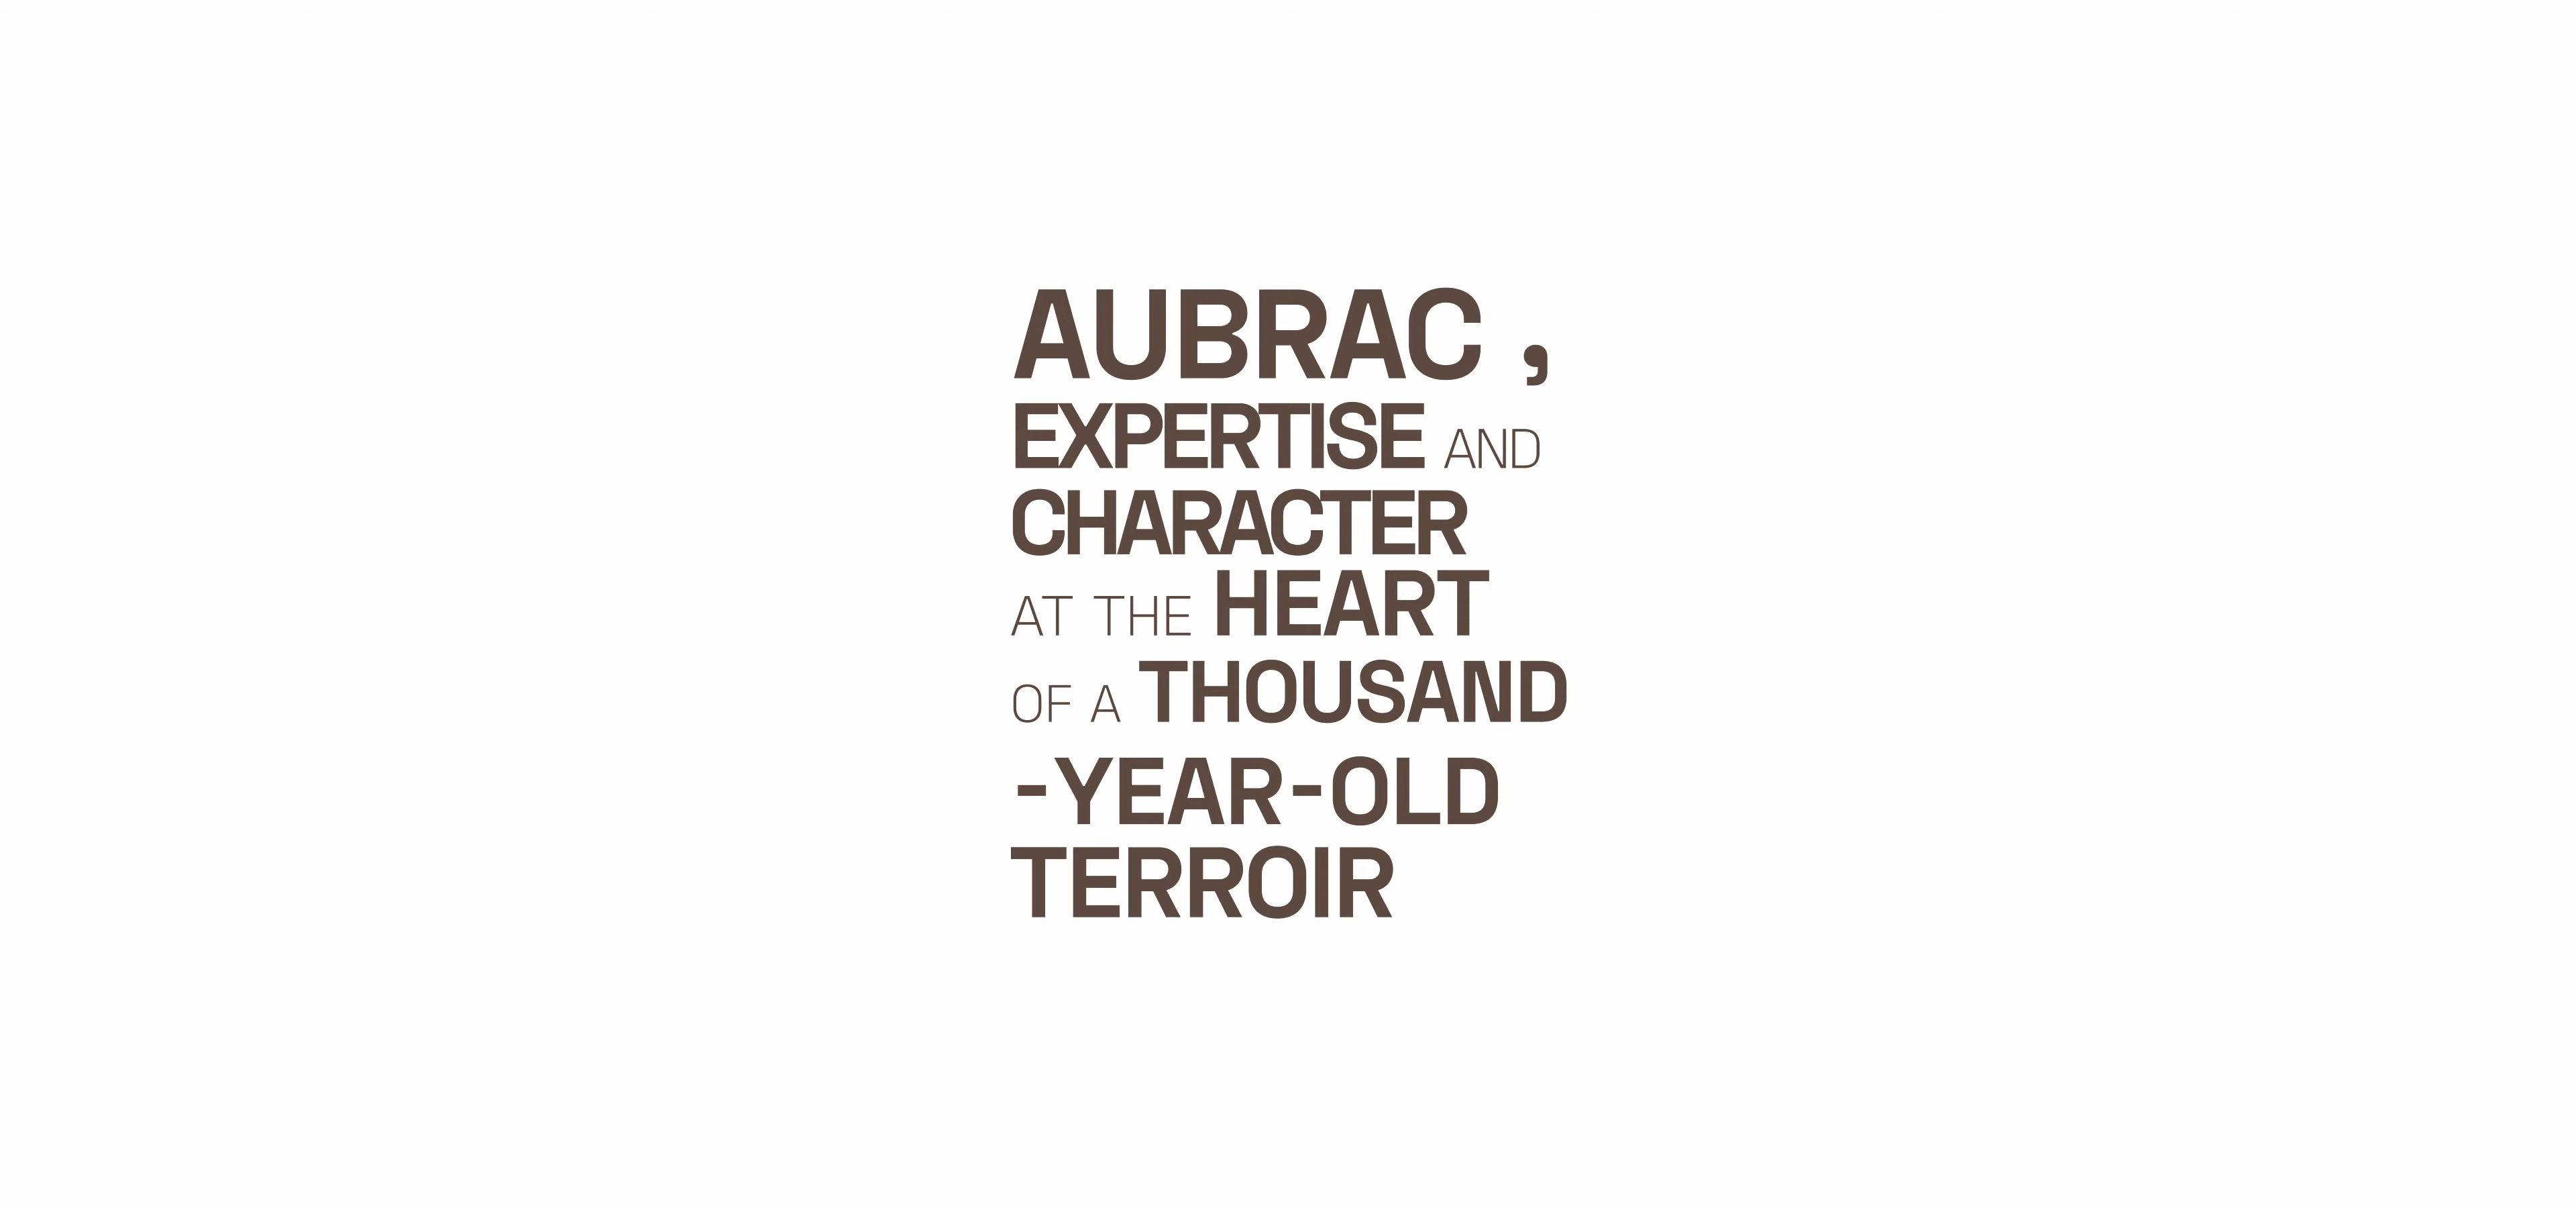 AUBRAC ,
EXPERTISE AND
CHARACTER
AT THE HEART
OF A THOUSAND
-YEAR-OLD
TERROIR